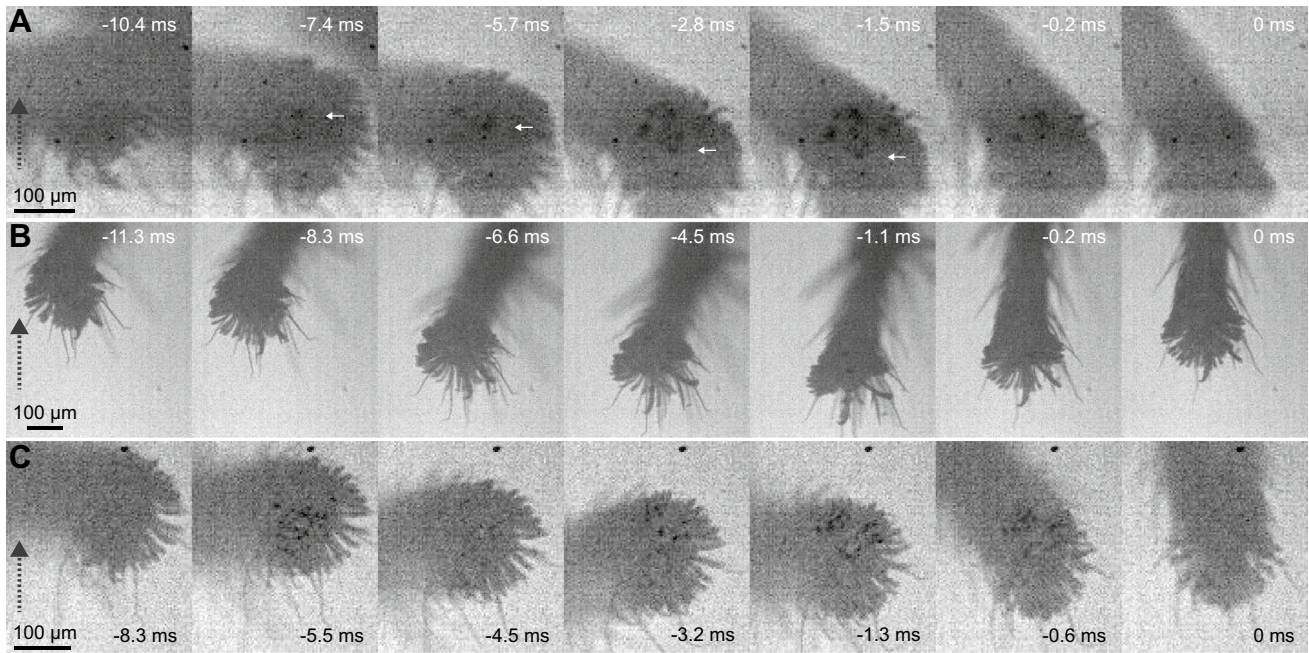 A
-10.4 ms
-7.4 ms
-5.7 ms
-2.8 ms
-1.5 ms
-0.2 ms
0 ms
100 µm
B
-11.3 ms
-8.3 ms
-6.6 ms
-4.5 ms
-1.1 ms
-0.2 ms
0 ms
100 µm
C
100 µm
-8.3 ms
-5.5 ms
-4.5 ms
-3.2 ms
-1.3 ms
-0.6 ms
0 ms